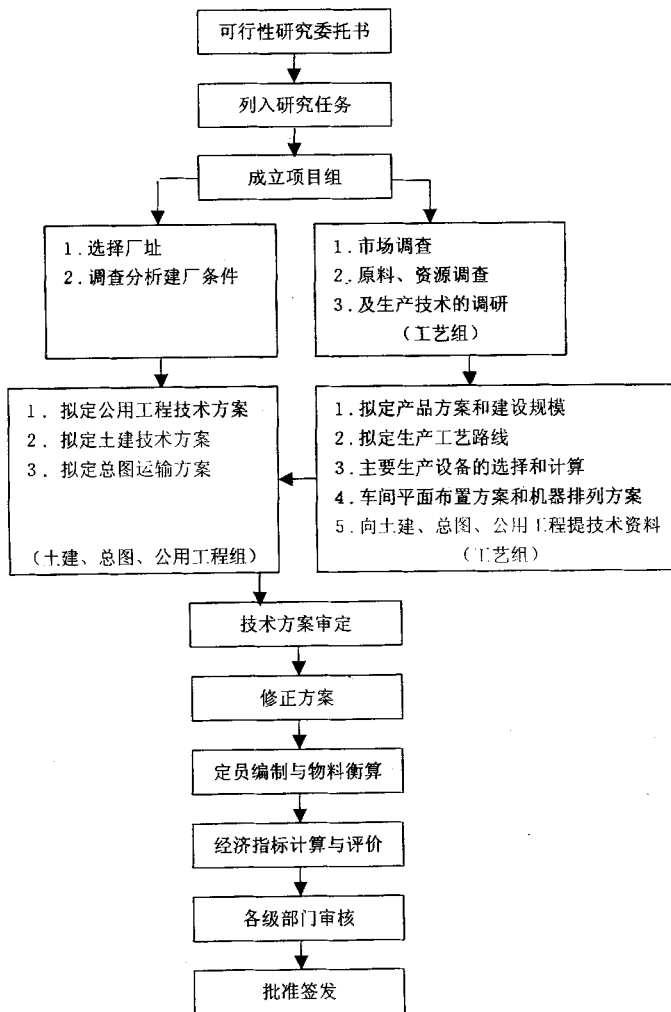 可行性研究委托书
列入研究任务
成立项目组
1.选择厂址
2.调查分析建厂条件
1.市场调查
2.原料、资源调查
3.及生产技术的调研
(工艺组)
1. 拟定公用工程技术方案
2. 拟定土建技术方案
3. 拟定总图运输方案
(土建、总图、公用工程组)
1.拟定产品方案和建设规模
2.拟定生产工艺路线
3.主要生产设备的选择和计算
4.车间平面布置方案和机器排列方案
5.向土建、总图、公用工程提技术资料
(工艺组)
技术方案审定
修正方案
定员编制与物料衡算
经济指标计算与评价
各级部门审核
批准签发